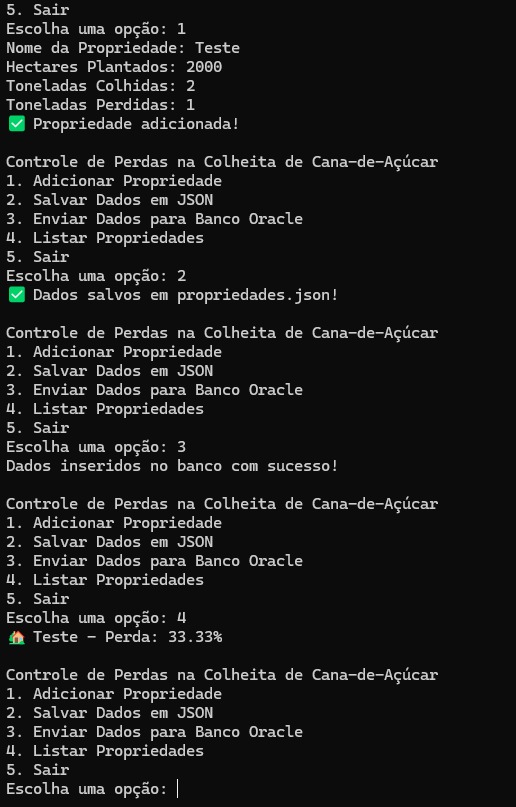 5. Sair
Escolha uma opção: 1
Nome da Propriedade: Teste
Hectares Plantados: 2000
Toneladas Colhidas: 2
Toneladas Perdidas: 1
✅ Propriedade adicionada!
Controle de Perdas na Colheita de Cana-de-Açúcar
1. Adicionar Propriedade
2. Salvar Dados em JSON
3. Enviar Dados para Banco Oracle
4. Listar Propriedades
5. Sair
Escolha uma opção: 2
✅ Dados salvos em propriedades.json!
Controle de Perdas na Colheita de Cana-de-Açúcar
1. Adicionar Propriedade
2. Salvar Dados em JSON
3. Enviar Dados para Banco Oracle
4. Listar Propriedades
5. Sair
Escolha uma opção: 3
Dados inseridos no banco com sucesso!
Controle de Perdas na Colheita de Cana-de-Açúcar
1. Adicionar Propriedade
2. Salvar Dados em JSON
3. Enviar Dados para Banco Oracle
4. Listar Propriedades
5. Sair
Escolha uma opção: 4
🏡 Teste - Perda: 33.33%
Controle de Perdas na Colheita de Cana-de-Açúcar
1. Adicionar Propriedade
2. Salvar Dados em JSON
3. Enviar Dados para Banco Oracle
4. Listar Propriedades
5. Sair
Escolha uma opção: